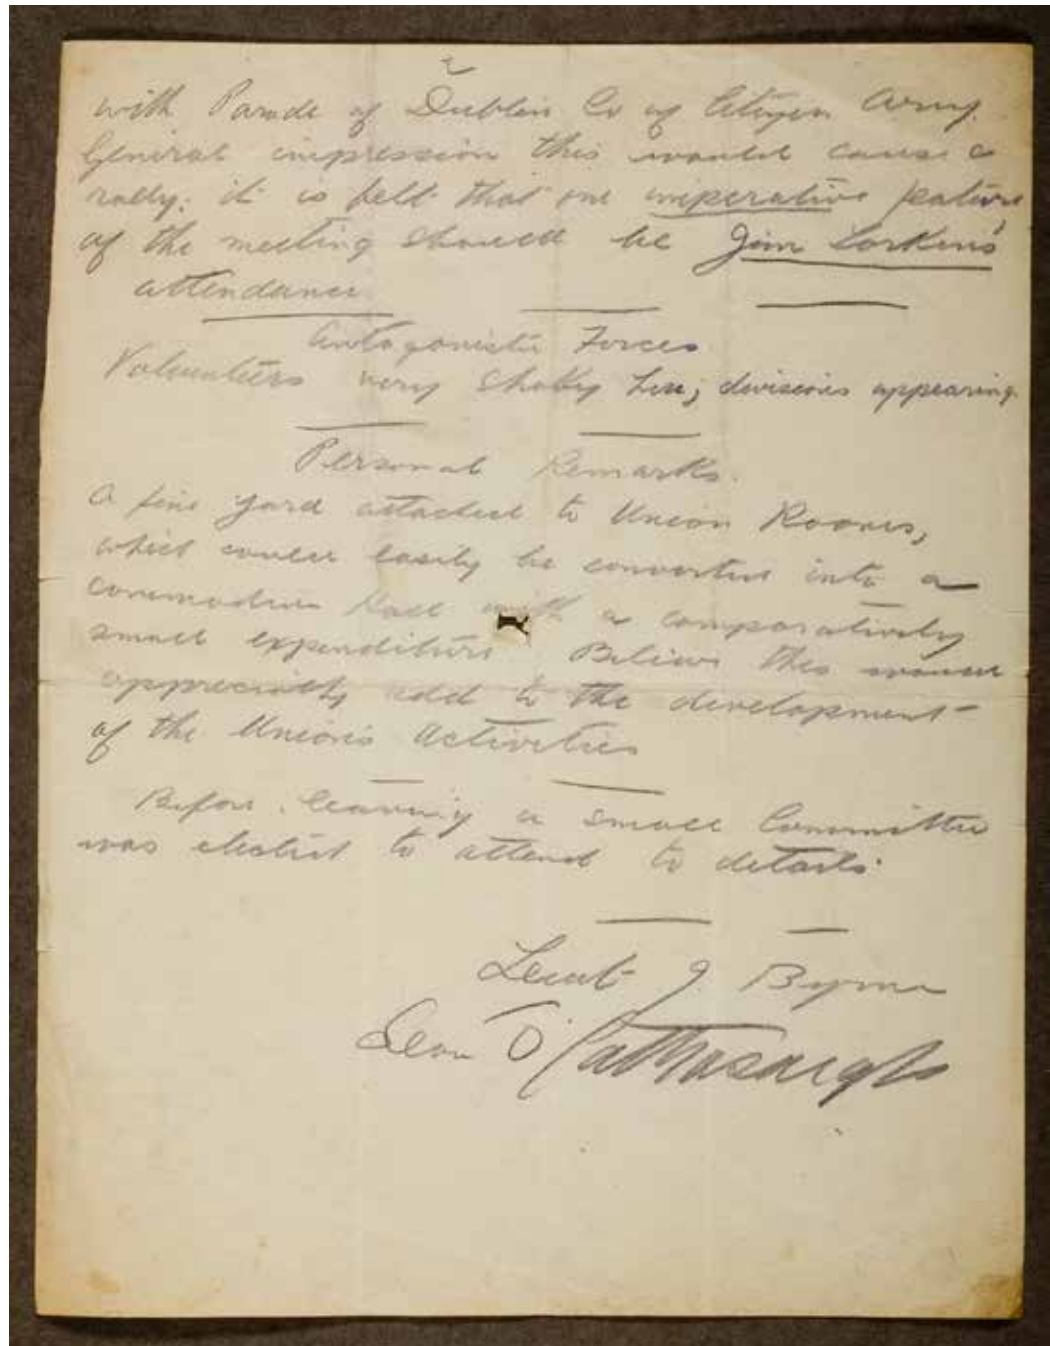 2
with Parade of Dublin Co of Citizen Army.
General impression this would cause a
rally: it is felt that one imperative feature
of the meeting should be Jim Larkin's
attendance.
Antagonistic Forces
Volunteers very shaky here; divisions appearing.
Personal Remarks.
A fine yard attached to Union Rooms,
which could easily be converted into a
commodious Hall with a comparatively
small expenditure. Believe this would
appreciably add to the development
of the Union's Activities
Before leaving a small Committee
was elected to attend to details.
Lieut J. Byrne
Sean O'Cathasaigh